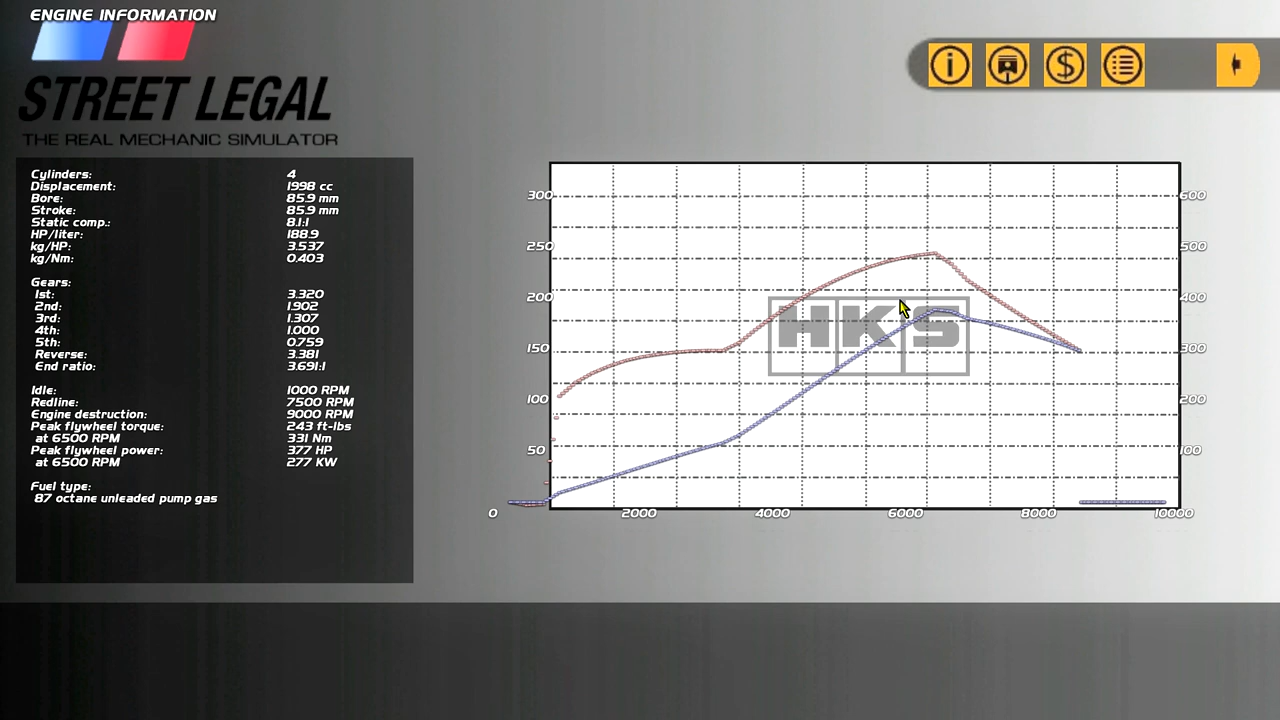 ENGINE INFORMATION
STREET LEGAL
THE REAL MECHANIC SIMULATOR
Cylinders: 4
Displacement: 1998 cc
Bore: 85.9 mm
Stroke: 85.9 mm
Static comp.: 8.1:1
HP/liter: 188.9
kg/HP: 3.537
kg/Nm: 0.403
Gears:
1st: 3.320
2nd: 1.902
3rd: 1.307
4th: 1.000
5th: 0.759
Reverse: 3.381
End ratio: 3.691:1
Idle: 1000 RPM
Redline: 7500 RPM
Engine destruction: 9000 RPM
Peak flywheel torque: 243 ft-lbs
at 6500 RPM 331 Nm
Peak flywheel power: 377 HP
at 6500 RPM 277 KW
Fuel type:
87 octane unleaded pump gas
300 600
250 500
200 400
HKS
150 300
100 200
50 100
0 2000 4000 6000 8000 10000